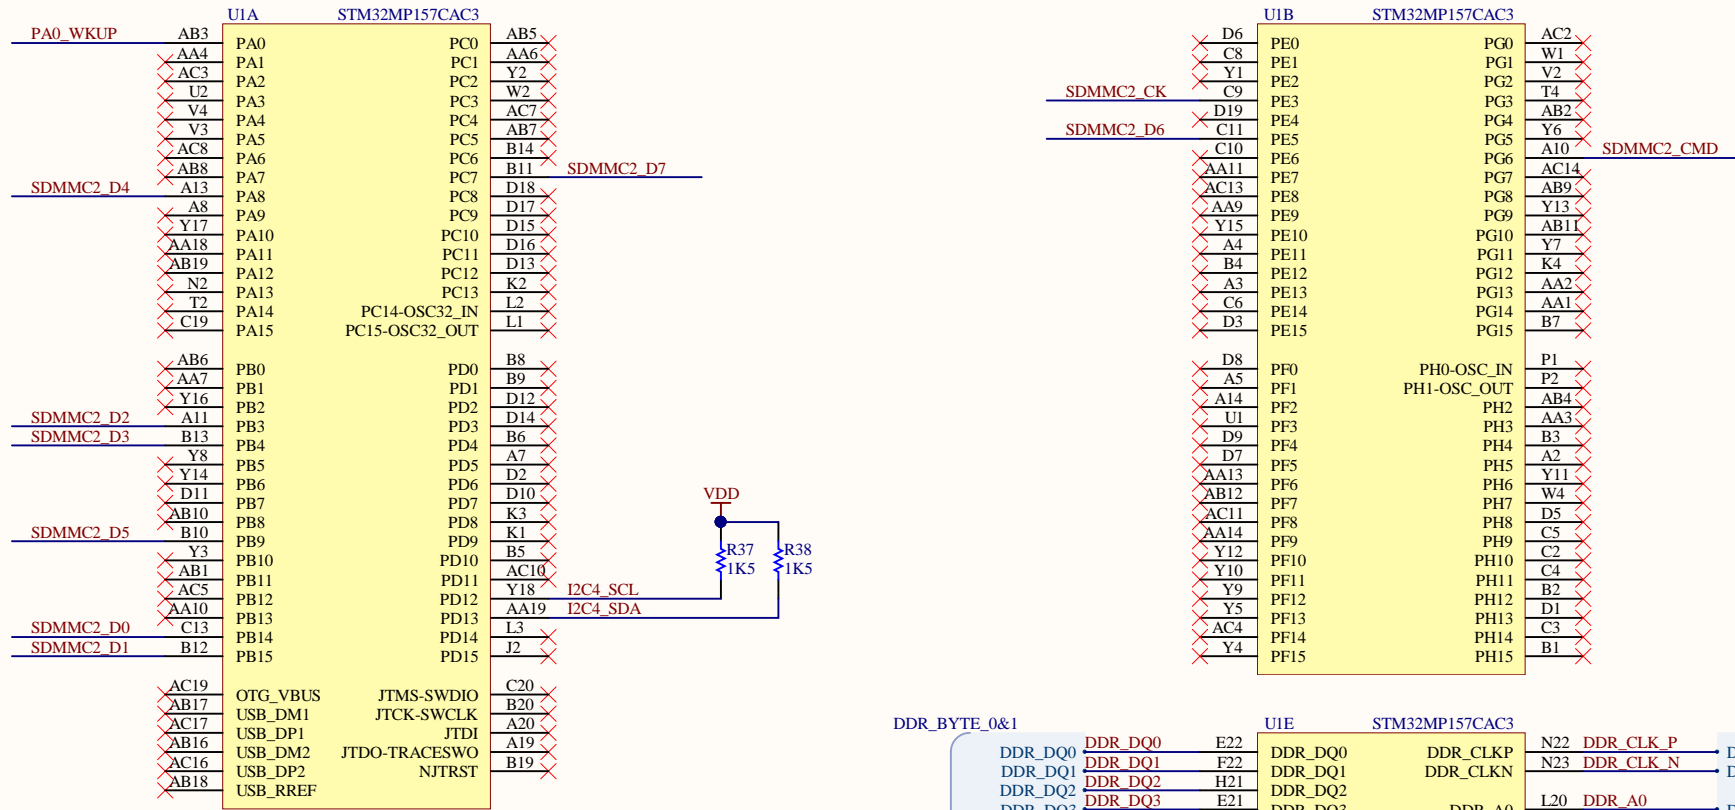 U1A STM32MP157CAC3
PA0_WKUP AB3 PA0 PC0 AB5
AA4 PA1 PC1 AA6
AC3 PA2 PC2 Y2
U2 PA3 PC3 W2
V4 PA4 PC4 AC7
V3 PA5 PC5 AB7
AC8 PA6 PC6 B14
AB8 PA7 PC7 B11 SDMMC2_D7
SDMMC2_D4 A13 PA8 PC8 D18
A8 PA9 PC9 D17
Y17 PA10 PC10 D15
AA18 PA11 PC11 D16
AB19 PA12 PC12 D13
N2 PA13 PC13 K2
T2 PA14 PC14-OSC32_IN L2
C19 PA15 PC15-OSC32_OUT L1
AB6 PB0 PD0 B8
AA7 PB1 PD1 B9
Y16 PB2 PD2 D12
SDMMC2_D2 A11 PB3 PD3 D14
SDMMC2_D3 B13 PB4 PD4 B6
Y8 PB5 PD5 A7
Y14 PB6 PD6 D2
D11 PB7 PD7 D10
AB10 PB8 PD8 K3
SDMMC2_D5 B10 PB9 PD9 K1
Y3 PB10 PD10 B5
AB1 PB11 PD11 AC10
AC5 PB12 PD12 Y18 I2C4_SCL
AA10 PB13 PD13 AA19 I2C4_SDA
SDMMC2_D0 C13 PB14 PD14 L3
SDMMC2_D1 B12 PB15 PD15 J2
AC19 OTG_VBUS JTMS-SWDIO C20
AB17 USB_DM1 JTCK-SWCLK B20
AC17 USB_DP1 JTDI A20
AB16 USB_DM2 JTDO-TRACESWO A19
AC16 USB_DP2 NJTRST B19
AB18 USB_RREF
VDD
R37 R38
1K5 1K5
U1B STM32MP157CAC3
D6 PE0 PG0 AC2
C8 PE1 PG1 W1
Y1 PE2 PG2 V2
SDMMC2_CK C9 PE3 PG3 T4
D19 PE4 PG4 AB2
SDMMC2_D6 C11 PE5 PG5 Y6
C10 PE6 PG6 A10 SDMMC2_CMD
AA11 PE7 PG7 AC14
AC13 PE8 PG8 AB9
AA9 PE9 PG9 Y13
Y15 PE10 PG10 AB11
A4 PE11 PG11 Y7
B4 PE12 PG12 K4
A3 PE13 PG13 AA2
C6 PE14 PG14 AA1
D3 PE15 PG15 B7
D8 PF0 PH0-OSC_IN P1
A5 PF1 PH1-OSC_OUT P2
A14 PF2 PH2 AB4
U1 PF3 PH3 AA3
D9 PF4 PH4 B3
D7 PF5 PH5 A2
AA13 PF6 PH6 Y11
AB12 PF7 PH7 W4
AC11 PF8 PH8 D5
AA14 PF9 PH9 C5
Y12 PF10 PH10 C2
Y10 PF11 PH11 C4
Y9 PF12 PH12 B2
Y5 PF13 PH13 D1
AC4 PF14 PH14 C3
Y4 PF15 PH15 B1
DDR_BYTE_0&1 U1E STM32MP157CAC3
DDR_DQ0 DDR_DQ0 E22 DDR_DQ0 DDR_CLKP N22 DDR_CLK_P D
DDR_DQ1 DDR_DQ1 F22 DDR_DQ1 DDR_CLKN N23 DDR_CLK_N D
DDR_DQ2 DDR_DQ2 H21 DDR_DQ2
DDR_DQ3 DDR_DQ3 E21 DDR_DQ3 DDR_A0 L20 DDR_A0